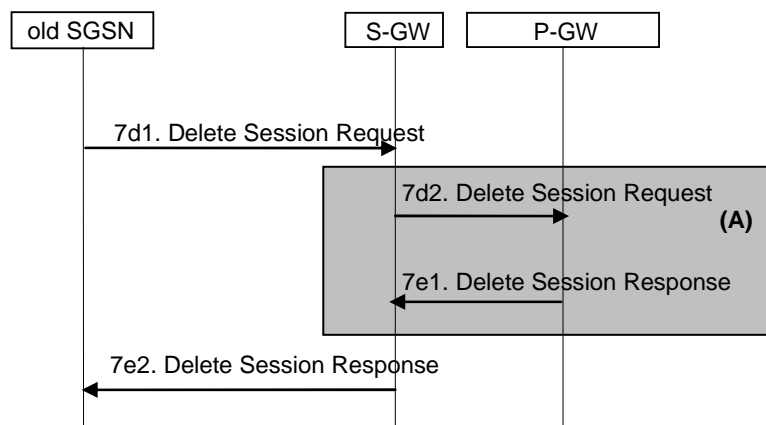 old SGSN
S-GW
P-GW
7d1. Delete Session Request
7d2. Delete Session Request
(A)
7e1. Delete Session Response
7e2. Delete Session Response